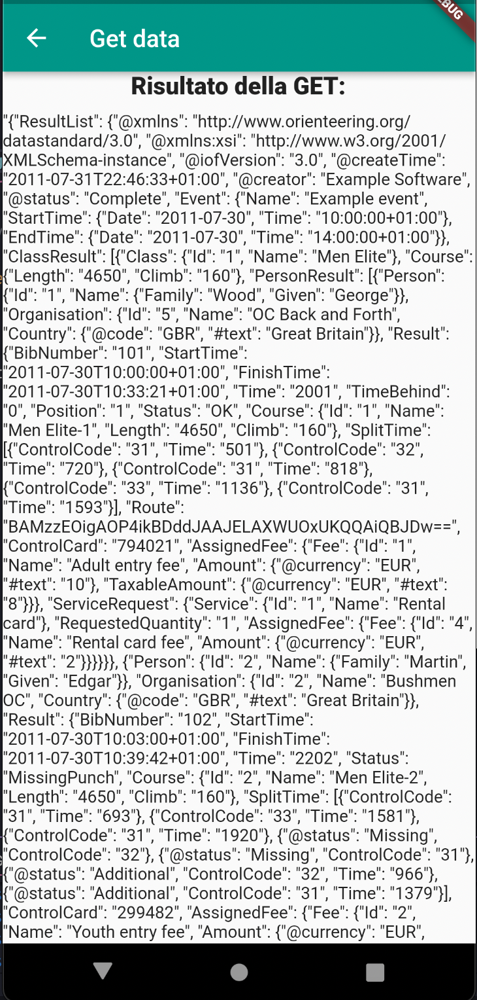 BUG
Get data
Risultato della GET:
"{"ResultList": {"@xmlns": "http://www.orienteering.org/
datastandard/3.0", "@xmlns:xsi": "http://www.w3.org/2001/
XMLSchema-instance", "@iofVersion": "3.0", "@createTime":
"2011-07-31T22:46:33+01:00", "@creator": "Example Software",
"@status": "Complete", "Event": {"Name": "Example event",
"StartTime": {"Date": "2011-07-30", "Time": "10:00:00+01:00"},
"EndTime": {"Date": "2011-07-30", "Time": "14:00:00+01:00"}},
"ClassResult": [{"Class": {"Id": "1", "Name": "Men Elite"}, "Course":
{"Length": "4650", "Climb": "160"}, "PersonResult": [{"Person":
{"Id": "1", "Name": {"Family": "Wood", "Given": "George"}},
"Organisation": {"Id": "5", "Name": "OC Back and Forth",
"Country": {"@code": "GBR", "#text": "Great Britain"}}, "Result":
{"BibNumber": "101", "StartTime":
"2011-07-30T10:00:00+01:00", "FinishTime":
"2011-07-30T10:33:21+01:00", "Time": "2001", "TimeBehind":
"0", "Position": "1", "Status": "OK", "Course": {"Id": "1", "Name":
"Men Elite-1", "Length": "4650", "Climb": "160"}, "SplitTime":
[{"ControlCode": "31", "Time": "501"}, {"ControlCode": "32",
"Time": "720"}, {"ControlCode": "31", "Time": "818"},
{"ControlCode": "33", "Time": "1136"}, {"ControlCode": "31",
"Time": "1593"}], "Route":
"BAMzzEOigAOP4ikBDddJAAJELAXWUOxUKQQAiQBJDw==",
"ControlCard": "794021", "AssignedFee": {"Fee": {"Id": "1",
"Name": "Adult entry fee", "Amount": {"@currency": "EUR",
"#text": "10"}, "TaxableAmount": {"@currency": "EUR", "#text":
"8"}}}, "ServiceRequest": {"Service": {"Id": "1", "Name": "Rental
card"}, "RequestedQuantity": "1", "AssignedFee": {"Fee": {"Id": "4",
"Name": "Rental card fee", "Amount": {"@currency": "EUR",
"#text": "2"}}}}}}, {"Person": {"Id": "2", "Name": {"Family": "Martin",
"Given": "Edgar"}}, "Organisation": {"Id": "2", "Name": "Bushmen
OC", "Country": {"@code": "GBR", "#text": "Great Britain"}},
"Result": {"BibNumber": "102", "StartTime":
"2011-07-30T10:03:00+01:00", "FinishTime":
"2011-07-30T10:39:42+01:00", "Time": "2202", "Status":
"MissingPunch", "Course": {"Id": "2", "Name": "Men Elite-2",
"Length": "4650", "Climb": "160"}, "SplitTime": [{"ControlCode":
"31", "Time": "693"}, {"ControlCode": "33", "Time": "1581"},
{"ControlCode": "31", "Time": "1920"}, {"@status": "Missing",
"ControlCode": "32"}, {"@status": "Missing", "ControlCode": "31"},
{"@status": "Additional", "ControlCode": "32", "Time": "966"},
{"@status": "Additional", "ControlCode": "31", "Time": "1379"}],
"ControlCard": "299482", "AssignedFee": {"Fee": {"Id": "2",
"Name": "Youth entry fee", "Amount": {"@currency": "EUR",